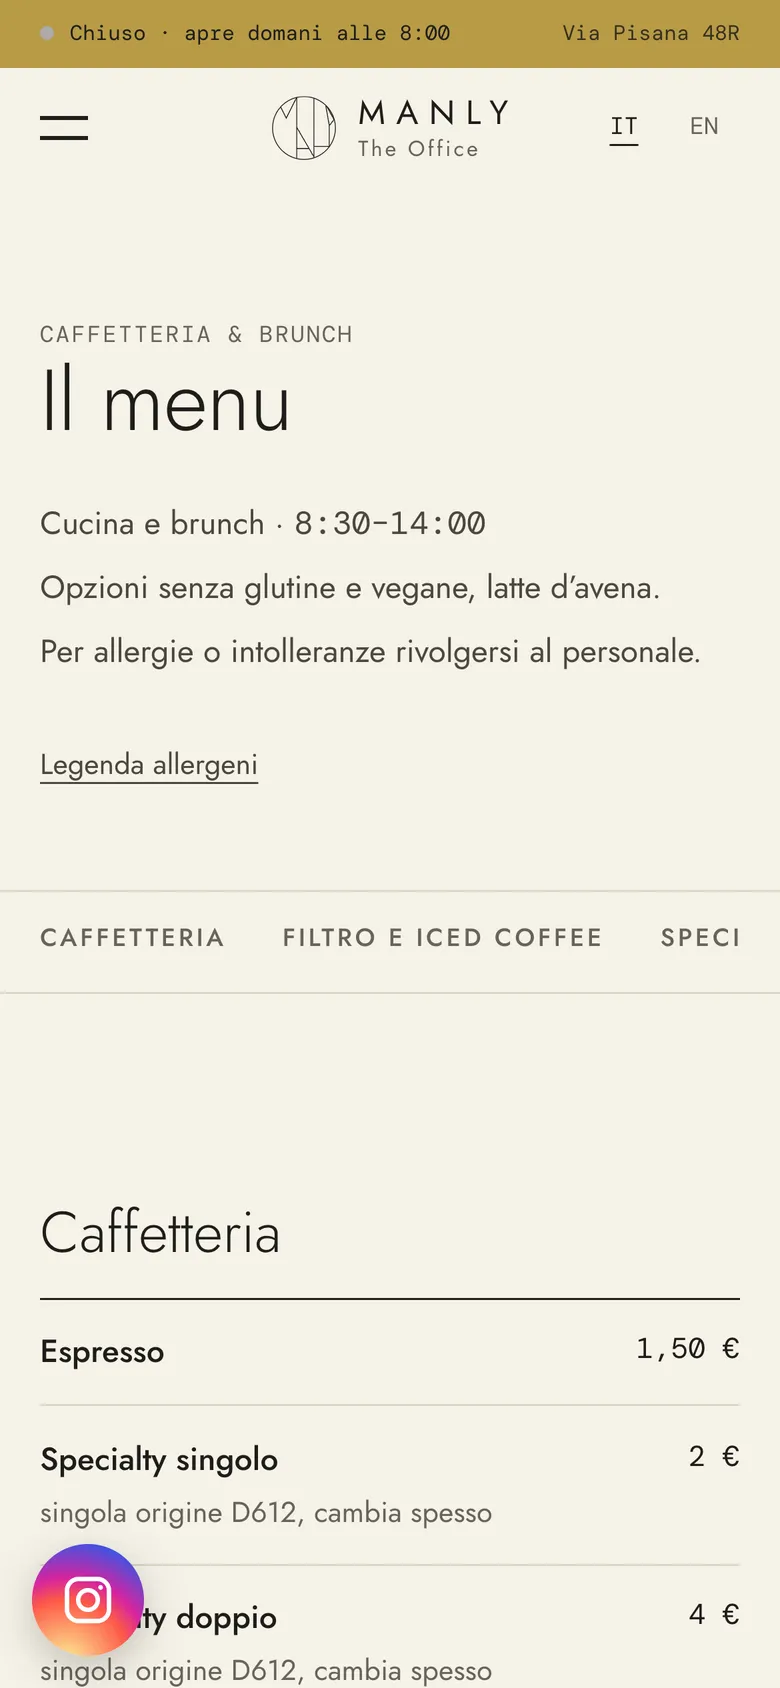 Chiuso · apre domani alle 8:00
Via Pisana 48R
MANLY
The Office
IT
EN
CAFFETTERIA & BRUNCH
Il menu
Cucina e brunch · 8:30–14:00
Opzioni senza glutine e vegane, latte d’avena.
Per allergie o intolleranze rivolgersi al personale.
Legenda allergeni
CAFFETTERIA FILTRO E ICED COFFEE SPECI
Caffetteria
Espresso 1,50 €
Specialty singolo 2 €
singola origine D612, cambia spesso
lty doppio 4 €
singola origine D612, cambia spesso